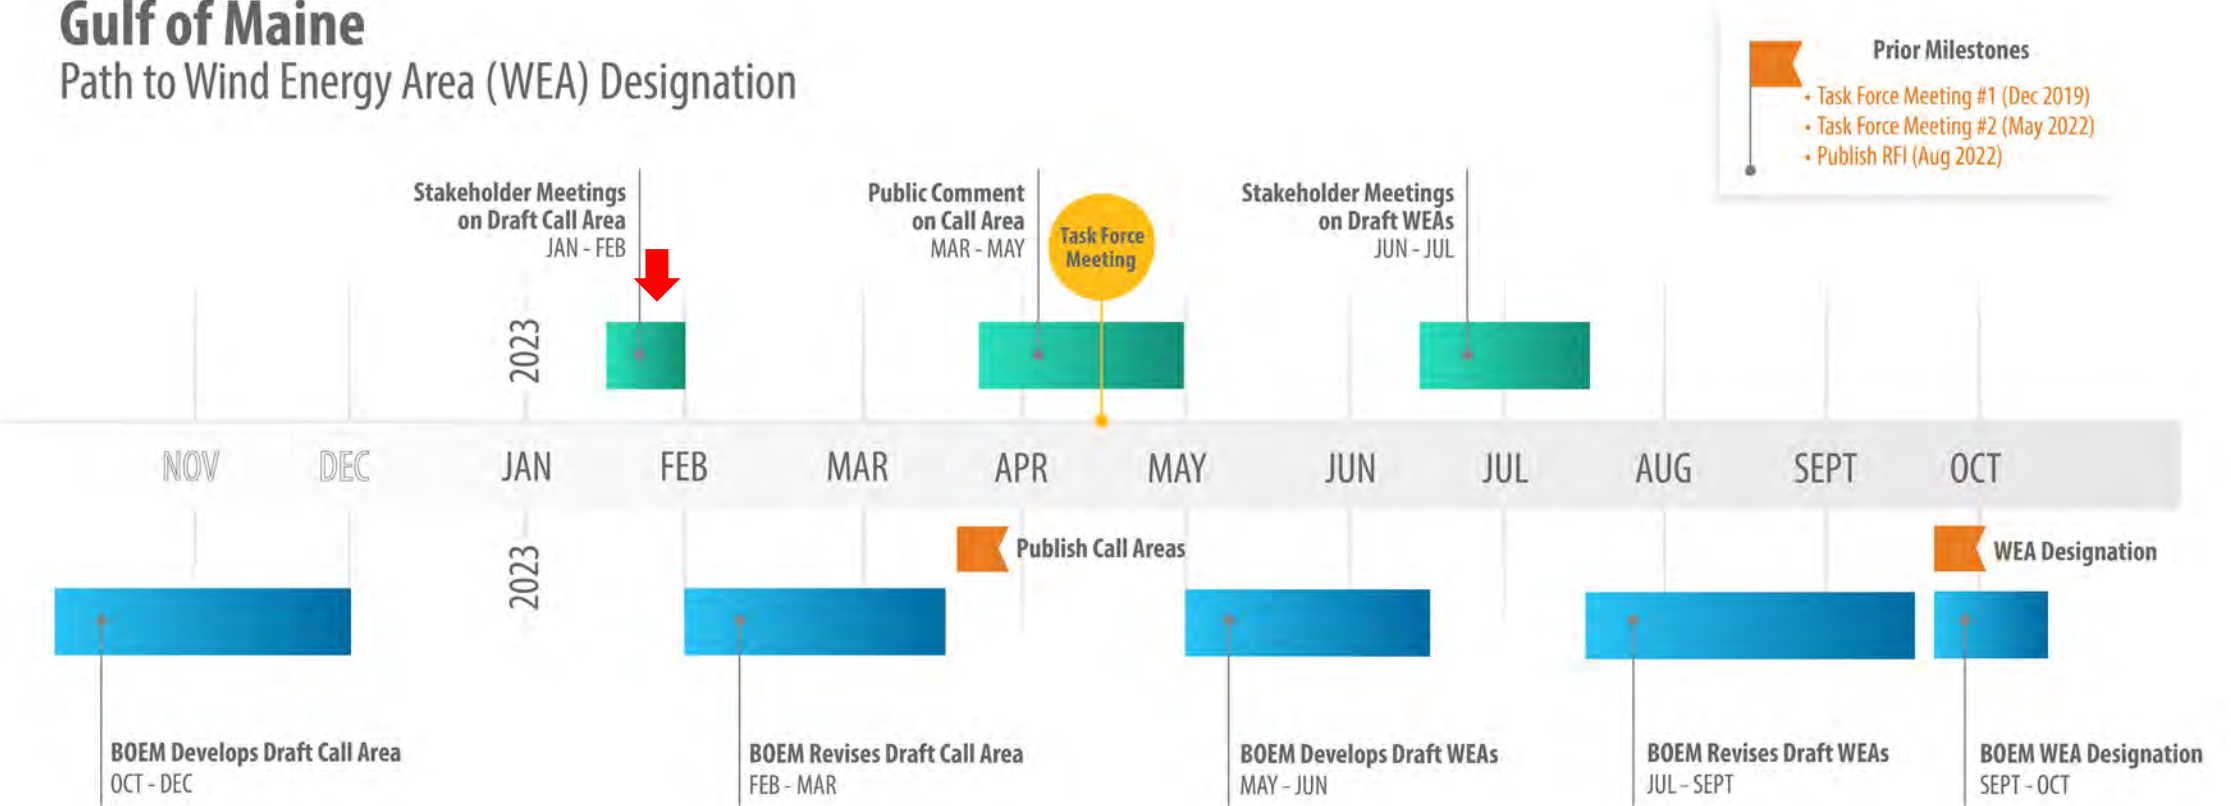 Gulf of Maine
Path to Wind Energy Area (WEA) Designation
Prior Milestones
• Task Force Meeting #1 (Dec 2019)
• Task Force Meeting #2 (May 2022)
• Publish RFI (Aug 2022)
Stakeholder Meetings
on Draft Call Area
JAN - FEB
Public Comment
on Call Area
MAR - MAY
Task Force
Meeting
Stakeholder Meetings
on Draft WEAs
JUN - JUL
2023
NOV DEC JAN FEB MAR APR MAY JUN JUL AUG SEPT OCT
2023
Publish Call Areas
WEA Designation
BOEM Develops Draft Call Area
OCT - DEC
BOEM Revises Draft Call Area
FEB - MAR
BOEM Develops Draft WEAs
MAY - JUN
BOEM Revises Draft WEAs
JUL - SEPT
BOEM WEA Designation
SEPT - OCT